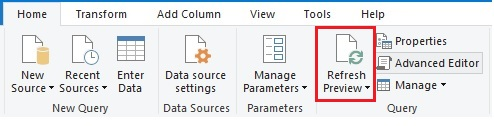 Home Transform Add Column View Tools Help
New Source
Recent Sources
Enter Data
New Query
Data source settings
Data Sources
Manage Parameters
Parameters
Refresh Preview
Properties
Advanced Editor
Manage
Query